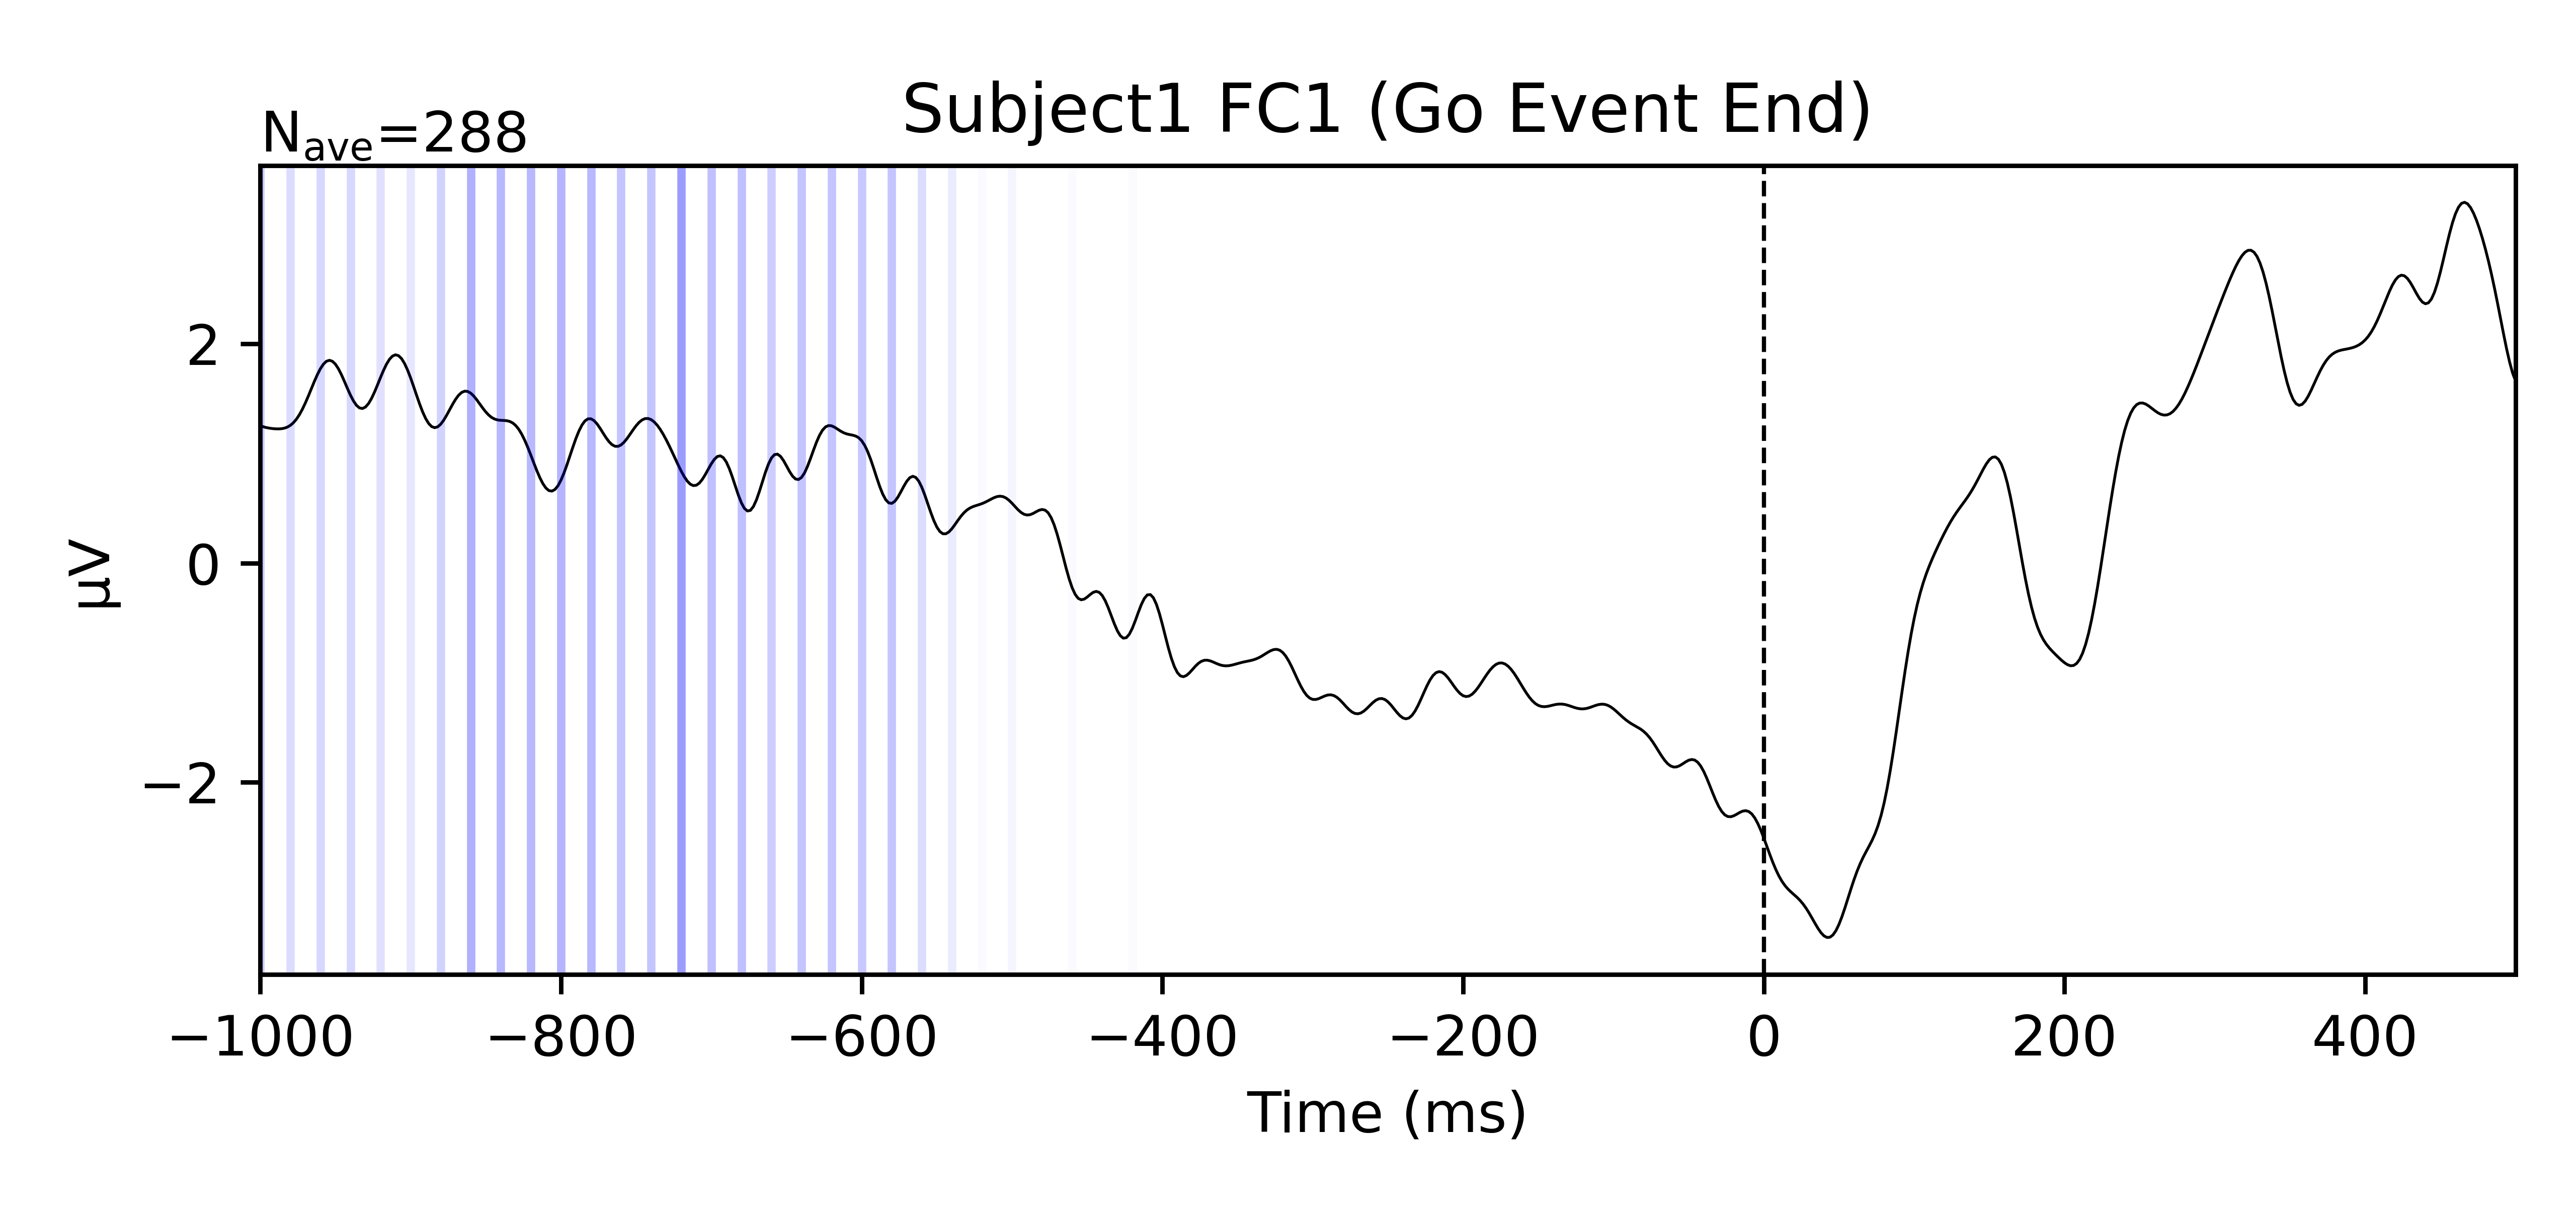 Subject1 FC1 (Go Event End)
Nave=288
μV
2
0
−2
−1000 −800 −600 −400 −200 0 200 400
Time (ms)